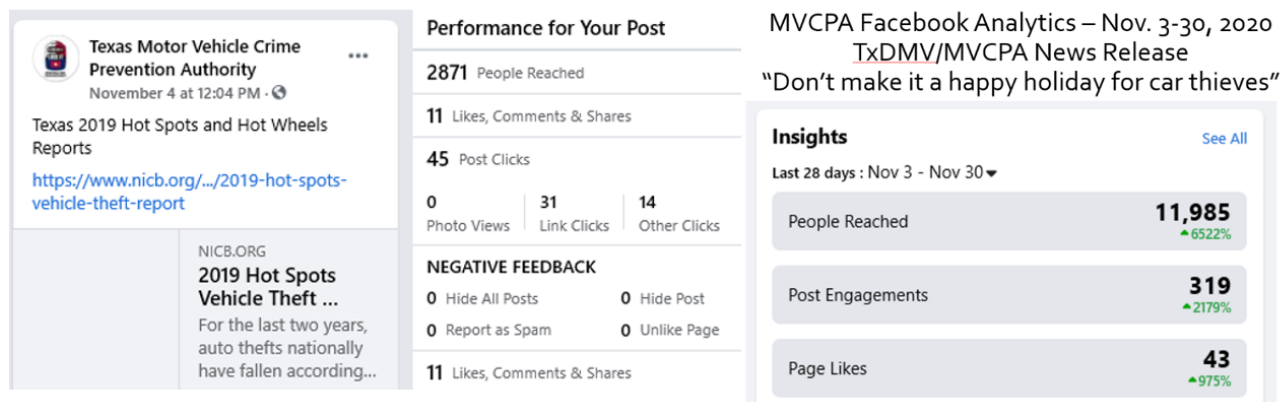 Texas Motor Vehicle Crime
Prevention Authority
November 4 at 12:04 PM ·
Texas 2019 Hot Spots and Hot Wheels
Reports
https://www.nicb.org/.../2019-hot-spots-
vehicle-theft-report
NICB.ORG
2019 Hot Spots
Vehicle Theft ...
For the last two years,
auto thefts nationally
have fallen according...
Performance for Your Post
2871 People Reached
11 Likes, Comments & Shares
45 Post Clicks
0 31 14
Photo Views Link Clicks Other Clicks
NEGATIVE FEEDBACK
0 Hide All Posts 0 Hide Post
0 Report as Spam 0 Unlike Page
11 Likes, Comments & Shares
MVCPA Facebook Analytics – Nov. 3-30, 2020
TxDMV/MVCPA News Release
“Don’t make it a happy holiday for car thieves”
Insights See All
Last 28 days : Nov 3 - Nov 30
People Reached 11,985
6522%
Post Engagements 319
2179%
Page Likes 43
975%